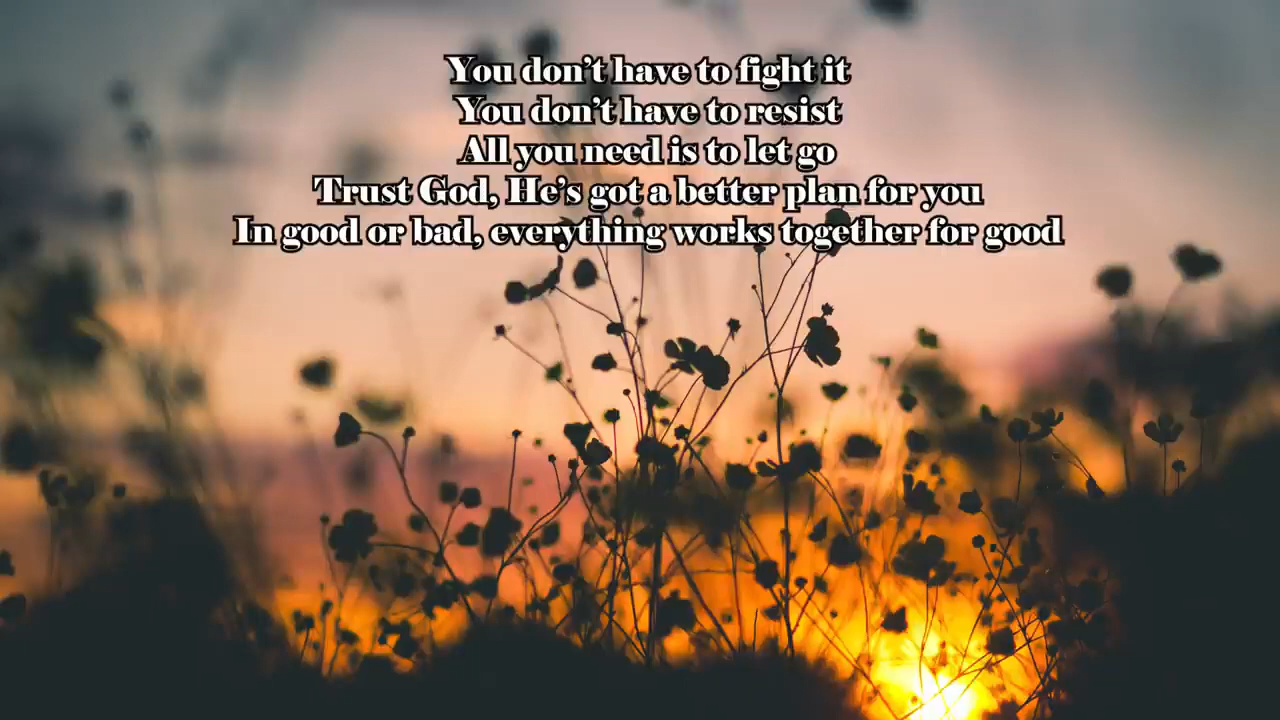 You don’t have to fight it
You don’t have to resist
All you need is to let go
Trust God, He’s got a better plan for you
In good or bad, everything works together for good